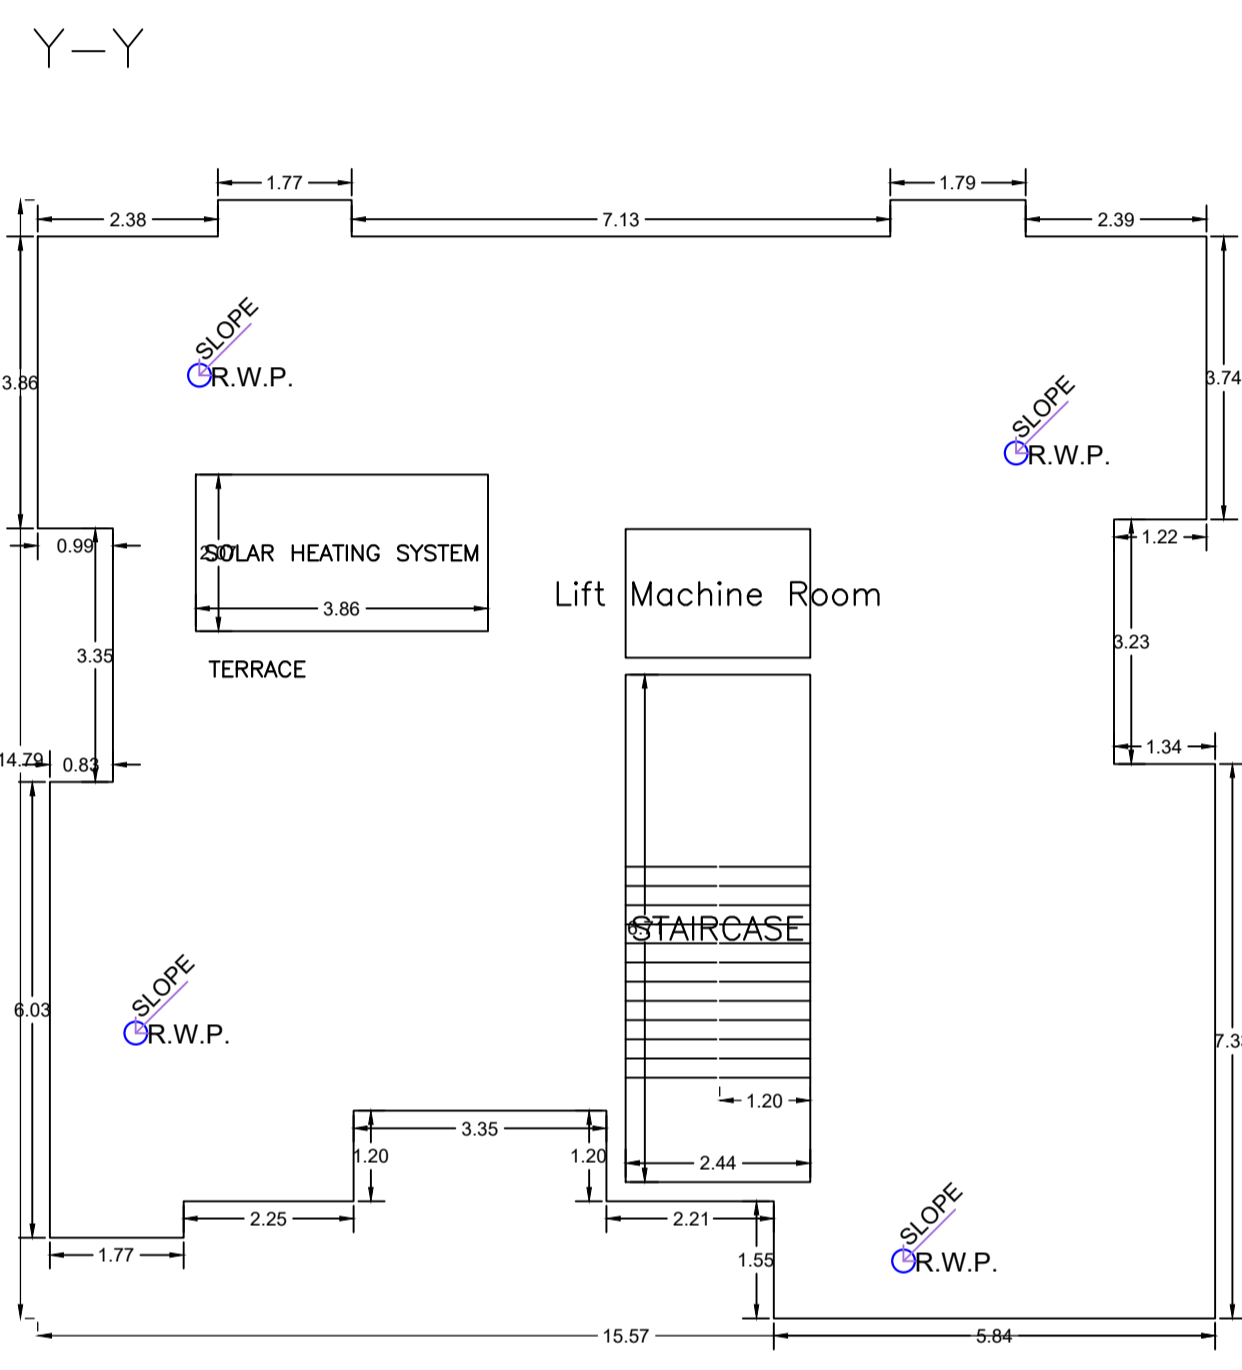 Y-Y
1.77
1.79
2.38
7.13
2.39
SLOPE
R.W.P.
3.86
3.74
SLOPE
R.W.P.
0.99
1.22
SOLAR HEATING SYSTEM
Lift Machine Room
3.86
3.35
3.23
TERRACE
1.34
14.79
0.83
STAIRCASE
SLOPE
R.W.P.
6.03
1.20
3.35
1.20
1.20
2.44
2.25
2.21
SLOPE
R.W.P.
1.77
1.55
15.57
5.84